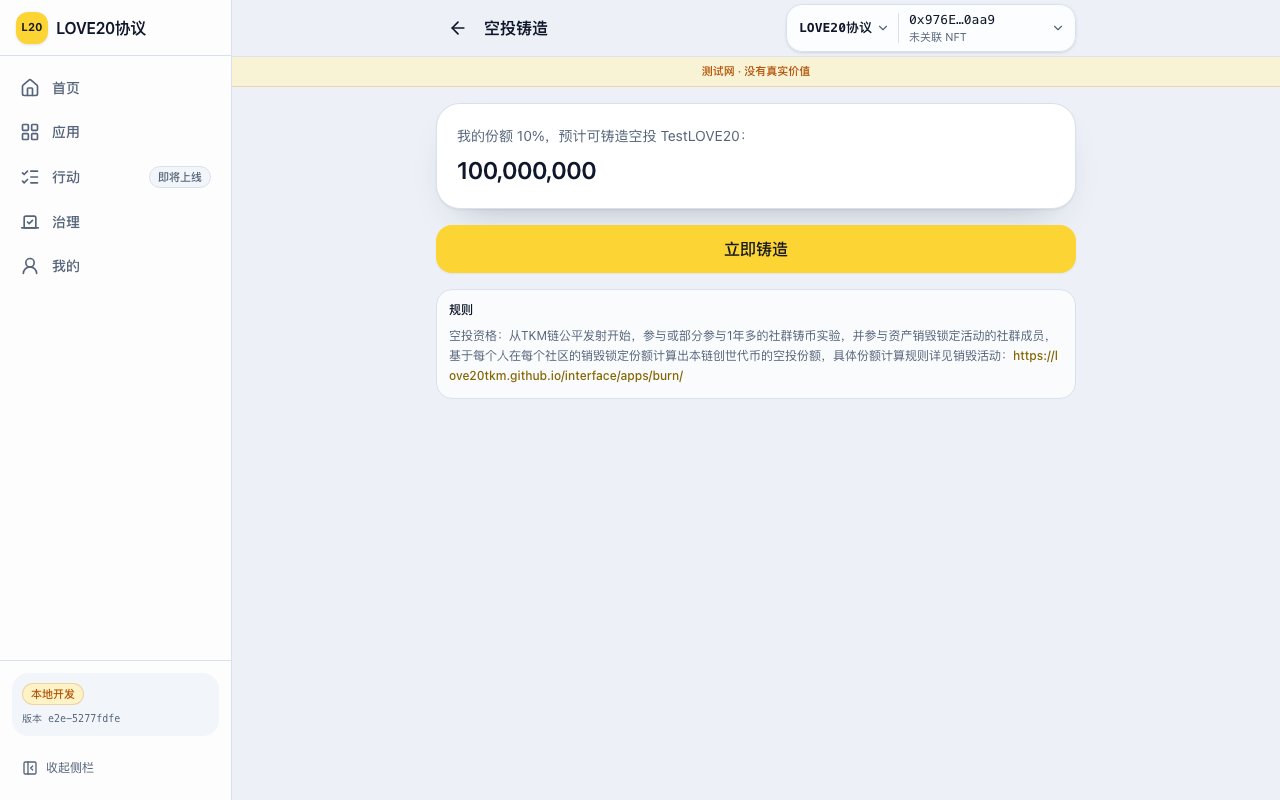 L20 LOVE20协议
首页
应用
行动 即将上线
治理
我的
本地开发
版本 e2e-5277fdfe
收起侧栏
空投铸造
LOVE20协议
0x976E…0aa9
未关联 NFT
测试网 · 没有真实价值
我的份额 10%，预计可铸造空投 TestLOVE20：
100,000,000
立即铸造
规则
空投资格：从TKM链公平发射开始，参与或部分参与1年多的社群铸币实验，并参与资产销毁锁定活动的社群成员，
基于每个人在每个社区的销毁锁定份额计算出本链创世代币的空投份额，具体份额计算规则详见销毁活动：https://l
ove20tkm.github.io/interface/apps/burn/